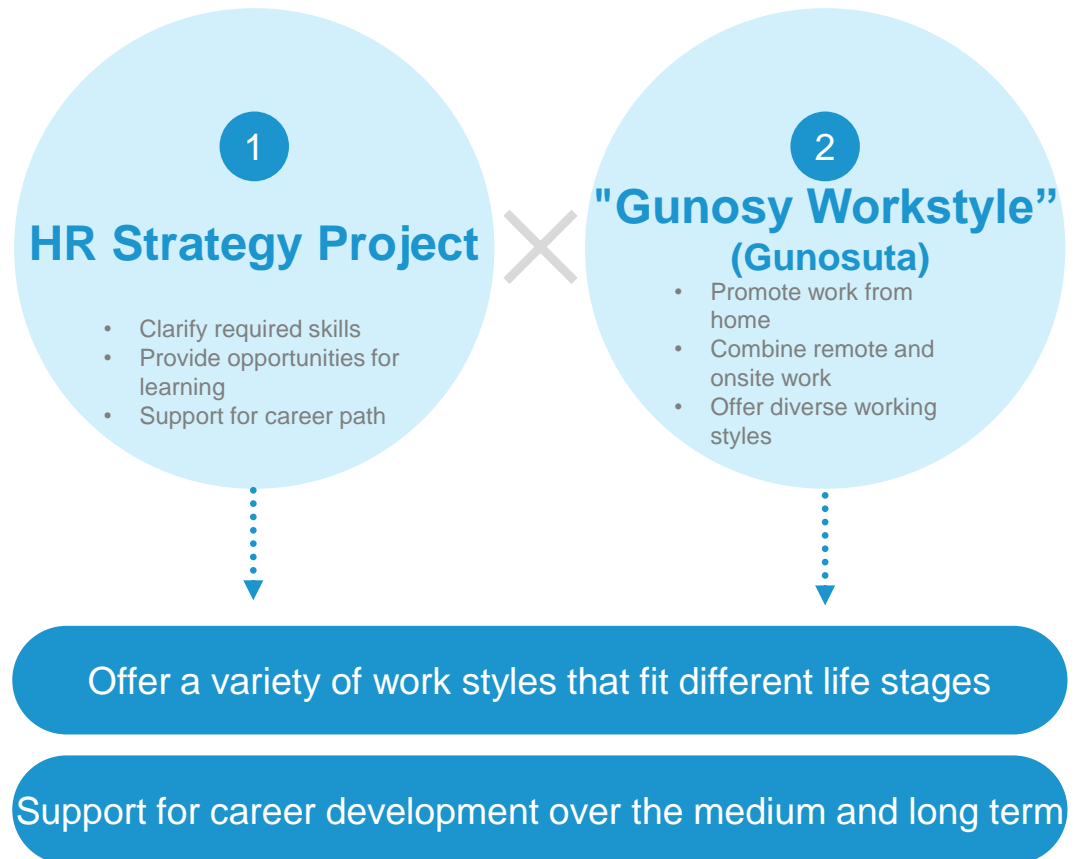 1
HR Strategy Project
• Clarify required skills
• Provide opportunities for
learning
• Support for career path
2
"Gunosy Workstyle”
(Gunosuta)
• Promote work from
home
• Combine remote and
onsite work
• Offer diverse working
styles
Offer a variety of work styles that fit different life stages
Support for career development over the medium and long term